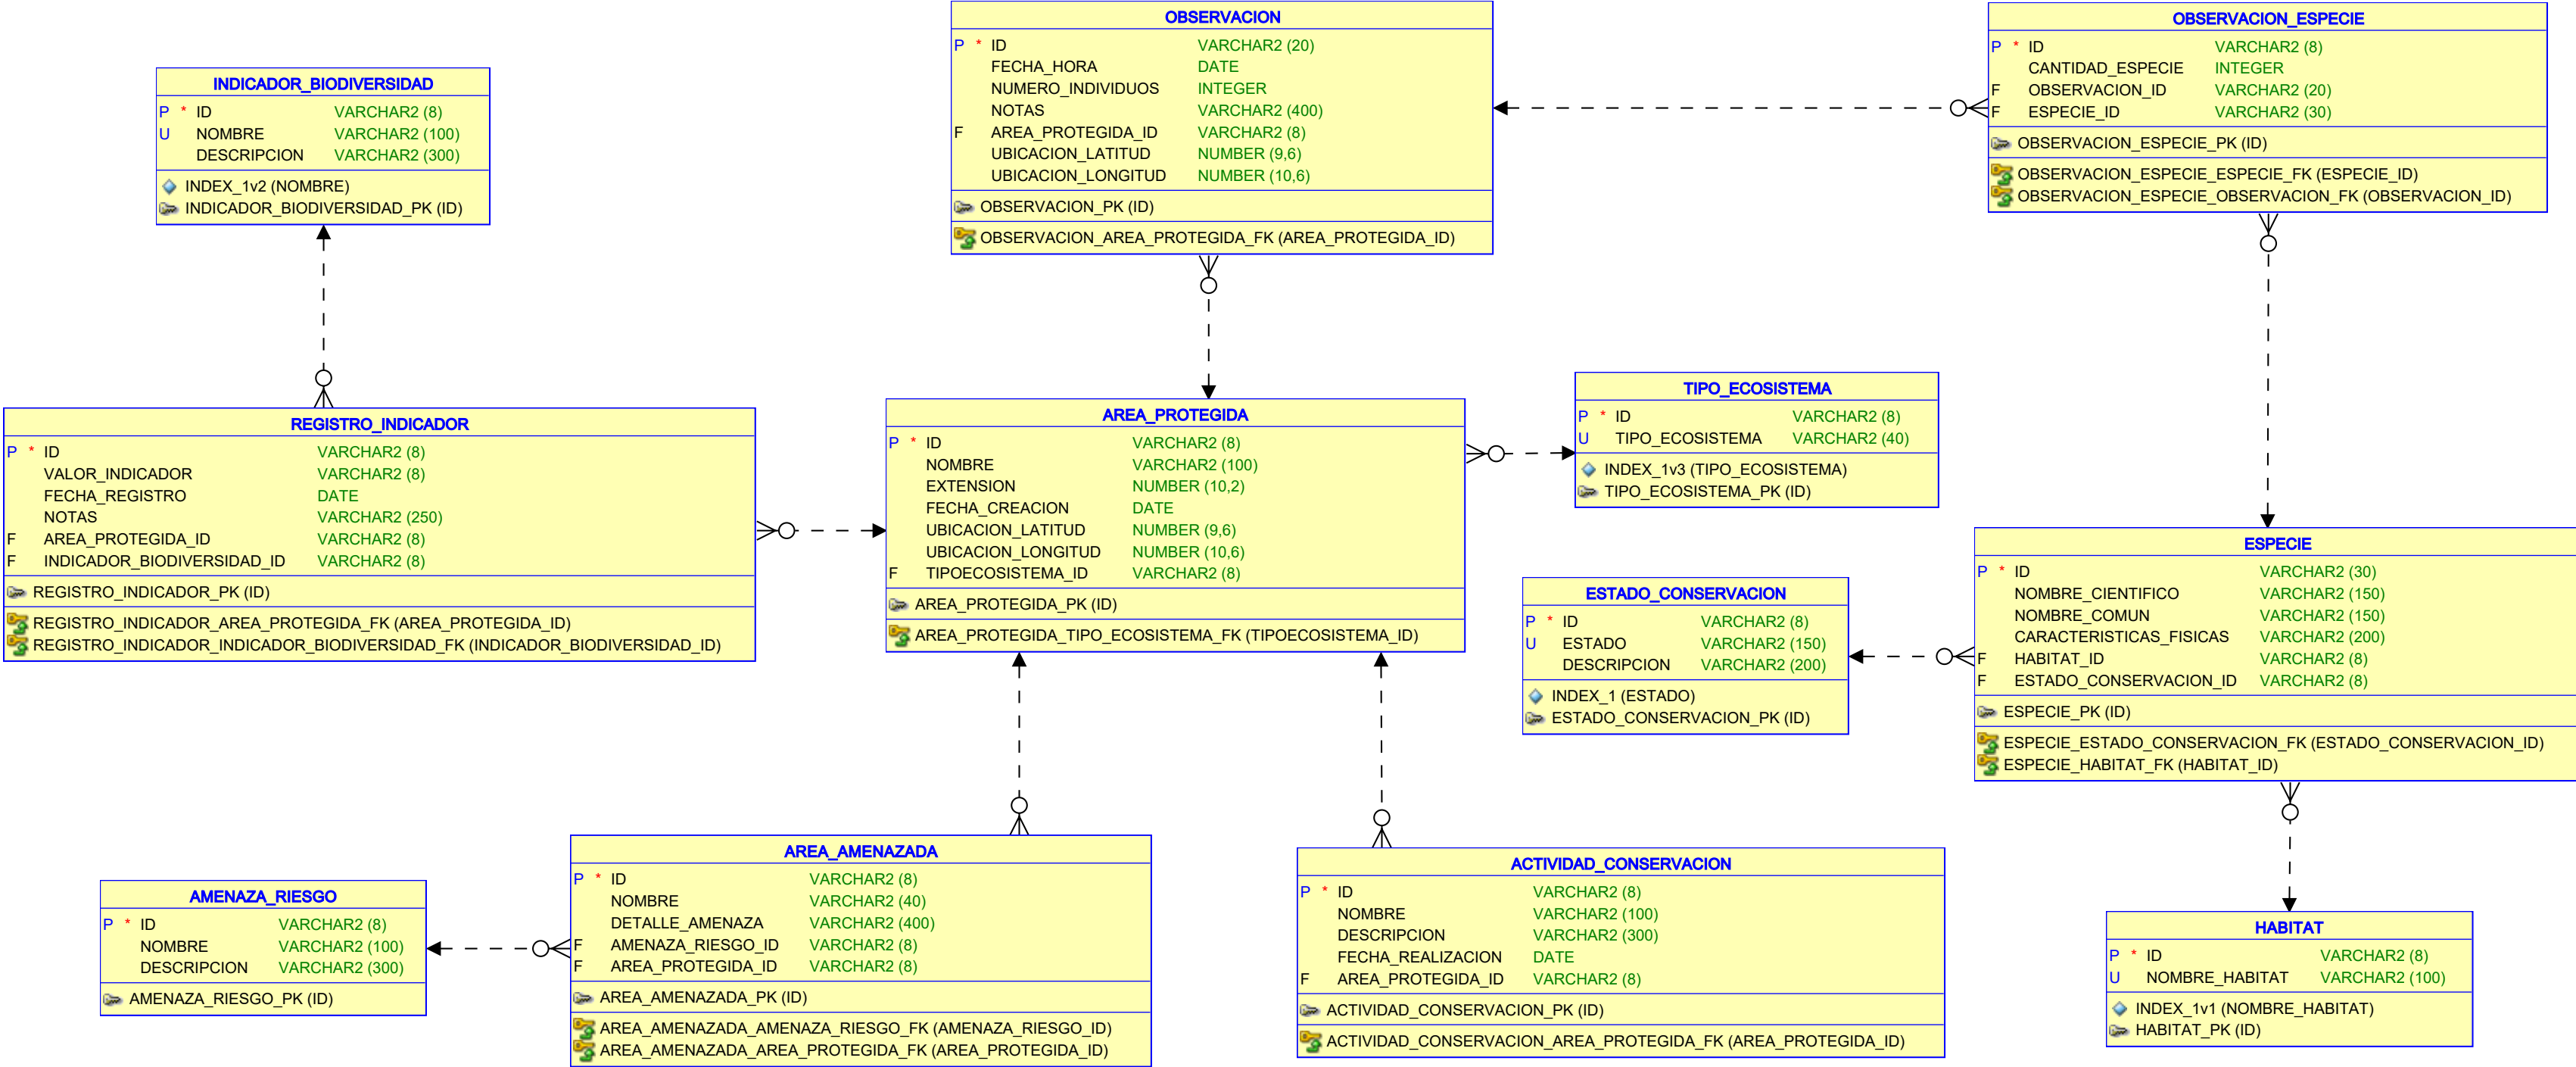 INDICADOR_BIODIVERSIDAD
P * ID VARCHAR2 (8)
U NOMBRE VARCHAR2 (100)
DESCRIPCION VARCHAR2 (300)
INDEX_1v2 (NOMBRE)
INDICADOR_BIODIVERSIDAD_PK (ID)
OBSERVACION
P * ID VARCHAR2 (20)
FECHA_HORA DATE
NUMERO_INDIVIDUOS INTEGER
NOTAS VARCHAR2 (400)
F AREA_PROTEGIDA_ID VARCHAR2 (8)
UBICACION_LATITUD NUMBER (9,6)
UBICACION_LONGITUD NUMBER (10,6)
OBSERVACION_PK (ID)
OBSERVACION_AREA_PROTEGIDA_FK (AREA_PROTEGIDA_ID)
OBSERVACION_ESPECIE
P * ID VARCHAR2 (8)
CANTIDAD_ESPECIE INTEGER
F OBSERVACION_ID VARCHAR2 (20)
F ESPECIE_ID VARCHAR2 (30)
OBSERVACION_ESPECIE_PK (ID)
OBSERVACION_ESPECIE_ESPECIE_FK (ESPECIE_ID)
OBSERVACION_ESPECIE_OBSERVACION_FK (OBSERVACION_ID)
REGISTRO_INDICADOR
P * ID VARCHAR2 (8)
VALOR_INDICADOR VARCHAR2 (8)
FECHA_REGISTRO DATE
NOTAS VARCHAR2 (250)
F AREA_PROTEGIDA_ID VARCHAR2 (8)
F INDICADOR_BIODIVERSIDAD_ID VARCHAR2 (8)
REGISTRO_INDICADOR_PK (ID)
REGISTRO_INDICADOR_AREA_PROTEGIDA_FK (AREA_PROTEGIDA_ID)
REGISTRO_INDICADOR_INDICADOR_BIODIVERSIDAD_FK (INDICADOR_BIODIVERSIDAD_ID)
AREA_PROTEGIDA
P * ID VARCHAR2 (8)
NOMBRE VARCHAR2 (100)
EXTENSION NUMBER (10,2)
FECHA_CREACION DATE
UBICACION_LATITUD NUMBER (9,6)
UBICACION_LONGITUD NUMBER (10,6)
F TIPOECOSISTEMA_ID VARCHAR2 (8)
AREA_PROTEGIDA_PK (ID)
AREA_PROTEGIDA_TIPO_ECOSISTEMA_FK (TIPOECOSISTEMA_ID)
TIPO_ECOSISTEMA
P * ID VARCHAR2 (8)
U TIPO_ECOSISTEMA VARCHAR2 (40)
INDEX_1v3 (TIPO_ECOSISTEMA)
TIPO_ECOSISTEMA_PK (ID)
ESTADO_CONSERVACION
P * ID VARCHAR2 (8)
U ESTADO VARCHAR2 (150)
DESCRIPCION VARCHAR2 (200)
INDEX_1 (ESTADO)
ESTADO_CONSERVACION_PK (ID)
ESPECIE
P * ID VARCHAR2 (30)
NOMBRE_CIENTIFICO VARCHAR2 (150)
NOMBRE_COMUN VARCHAR2 (150)
CARACTERISTICAS_FISICAS VARCHAR2 (200)
F HABITAT_ID VARCHAR2 (8)
F ESTADO_CONSERVACION_ID VARCHAR2 (8)
ESPECIE_PK (ID)
ESPECIE_ESTADO_CONSERVACION_FK (ESTADO_CONSERVACION_ID)
ESPECIE_HABITAT_FK (HABITAT_ID)
AMENAZA_RIESGO
P * ID VARCHAR2 (8)
NOMBRE VARCHAR2 (100)
DESCRIPCION VARCHAR2 (300)
AMENAZA_RIESGO_PK (ID)
AREA_AMENAZADA
P * ID VARCHAR2 (8)
NOMBRE VARCHAR2 (40)
DETALLE_AMENAZA VARCHAR2 (400)
F AMENAZA_RIESGO_ID VARCHAR2 (8)
F AREA_PROTEGIDA_ID VARCHAR2 (8)
AREA_AMENAZADA_PK (ID)
AREA_AMENAZADA_AMENAZA_RIESGO_FK (AMENAZA_RIESGO_ID)
AREA_AMENAZADA_AREA_PROTEGIDA_FK (AREA_PROTEGIDA_ID)
ACTIVIDAD_CONSERVACION
P * ID VARCHAR2 (8)
NOMBRE VARCHAR2 (100)
DESCRIPCION VARCHAR2 (300)
FECHA_REALIZACION DATE
F AREA_PROTEGIDA_ID VARCHAR2 (8)
ACTIVIDAD_CONSERVACION_PK (ID)
ACTIVIDAD_CONSERVACION_AREA_PROTEGIDA_FK (AREA_PROTEGIDA_ID)
HABITAT
P * ID VARCHAR2 (8)
U NOMBRE_HABITAT VARCHAR2 (100)
INDEX_1v1 (NOMBRE_HABITAT)
HABITAT_PK (ID)